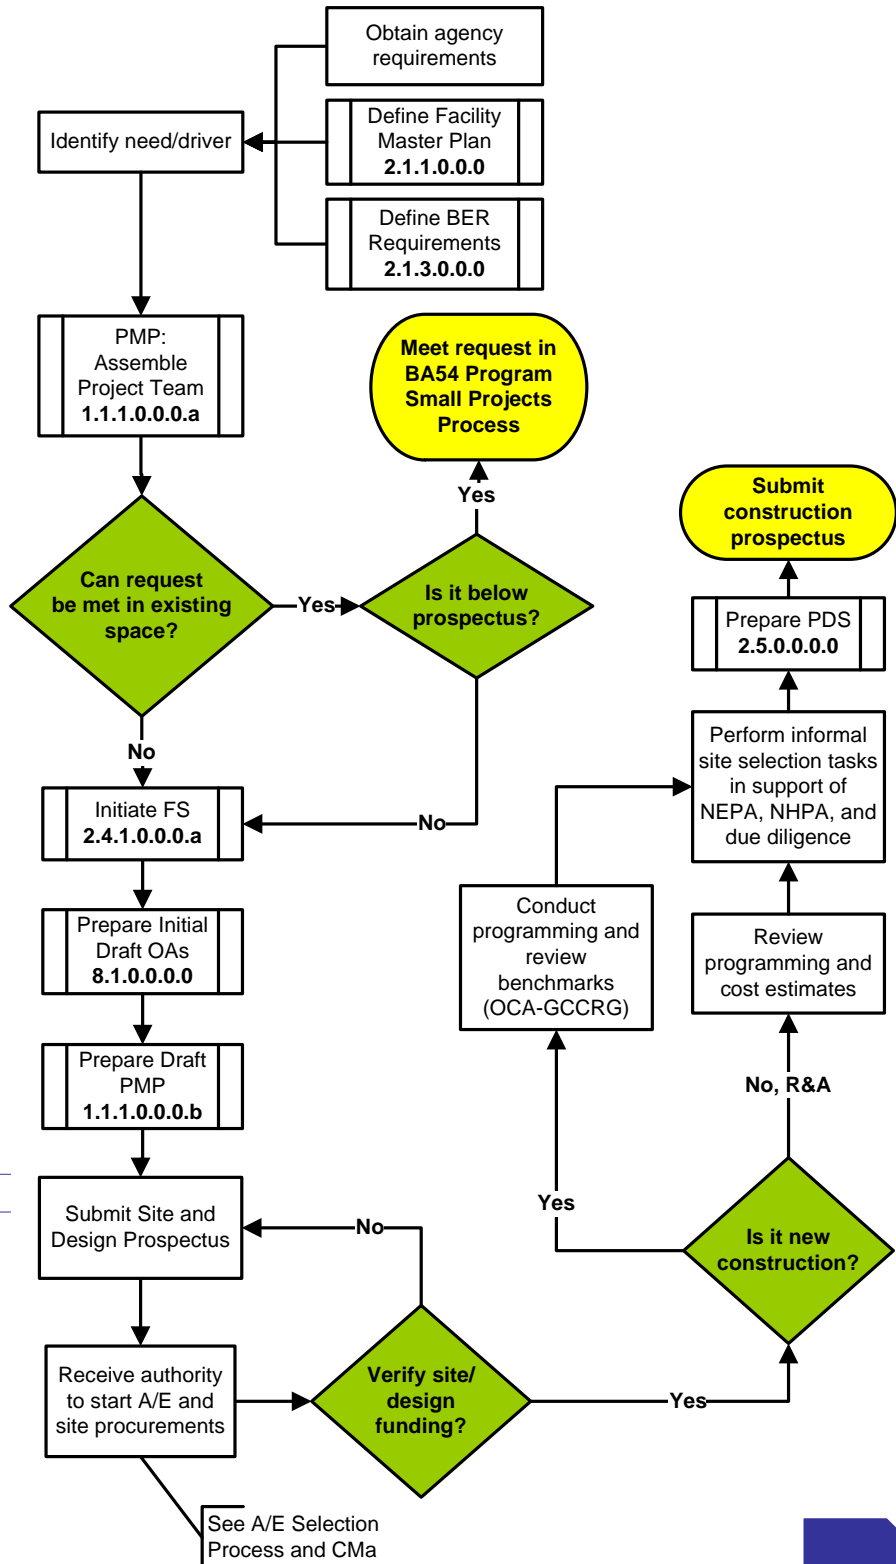 Obtain agency
requirements
Identify need/driver
Define Facility
Master Plan
2.1.1.0.0.0
Define BER
Requirements
2.1.3.0.0.0
PMP:
Assemble
Project Team
1.1.1.0.0.0.a
Meet request in
BA54 Program
Small Projects
Process
Yes
Submit
construction
prospectus
Can request
be met in existing
space?
Yes
Is it below
prospectus?
Prepare PDS
2.5.0.0.0.0
No
Perform informal
site selection tasks
in support of
NEPA, NHPA, and
due diligence
Initiate FS
2.4.1.0.0.0.a
No
Prepare Initial
Draft OAs
8.1.0.0.0.0
Conduct
programming and
review
benchmarks
(OCA-GCCRG)
Review
programming and
cost estimates
Prepare Draft
PMP
1.1.1.0.0.0.b
No, R&A
Submit Site and
Design Prospectus
No
Yes
Is it new
construction?
Receive authority
to start A/E and
site procurements
Verify site/
design
funding?
Yes
See A/E Selection
Process and CMa